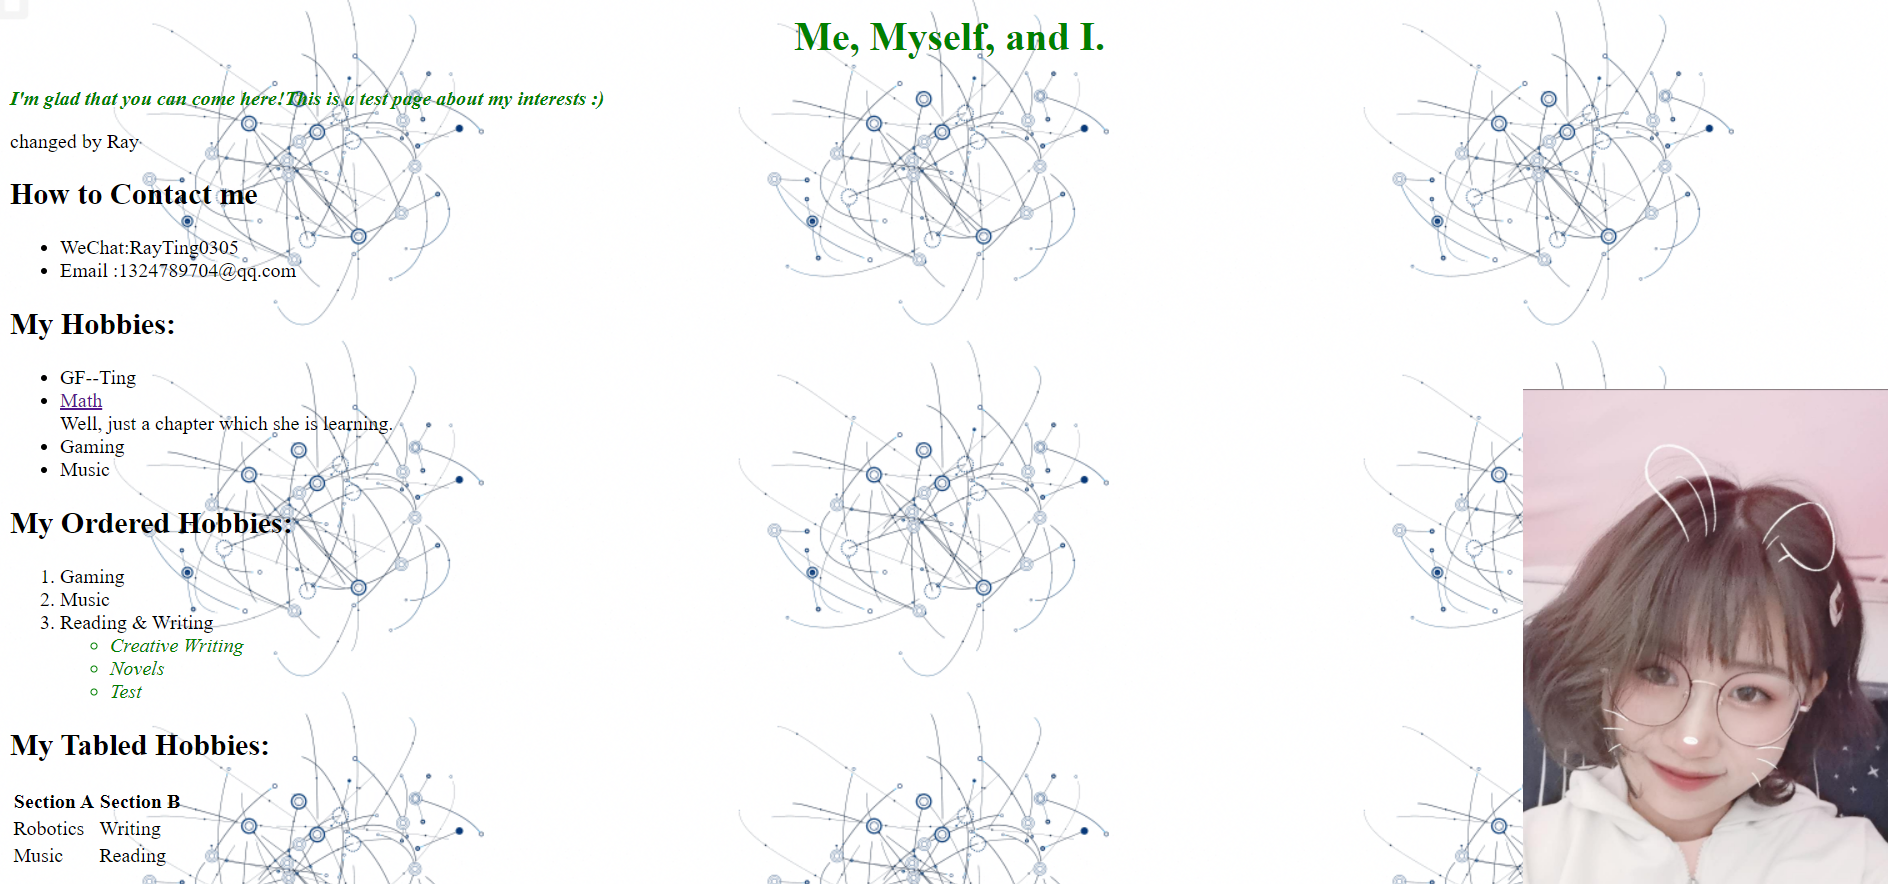 Me, Myself, and I.
I'm glad that you can come here!This is a test page about my interests :)
changed by Ray
How to Contact me
WeChat:RayTing0305
Email :1324789704@qq.com
My Hobbies:
GF--Ting
Math
Well, just a chapter which she is learning.
Gaming
Music
My Ordered Hobbies:
1. Gaming
2. Music
3. Reading & Writing
Creative Writing
Novels
Test
My Tabled Hobbies:
Section A Section B
Robotics Writing
Music Reading